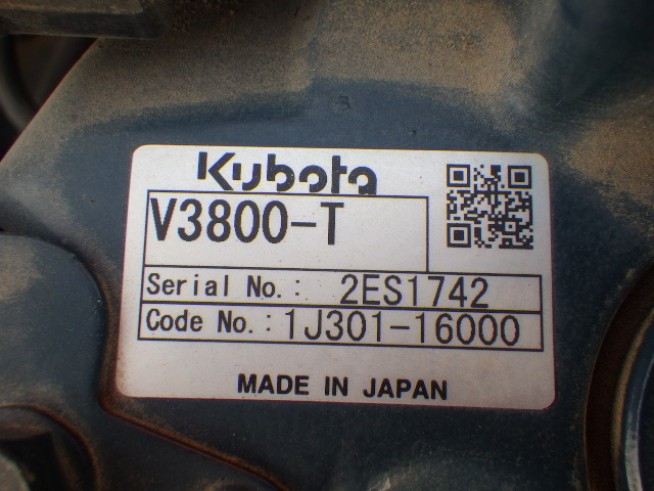 Kubota
V3800-T
Serial No.: 2ES1742
Code No.: 1J301-16000
MADE IN JAPAN